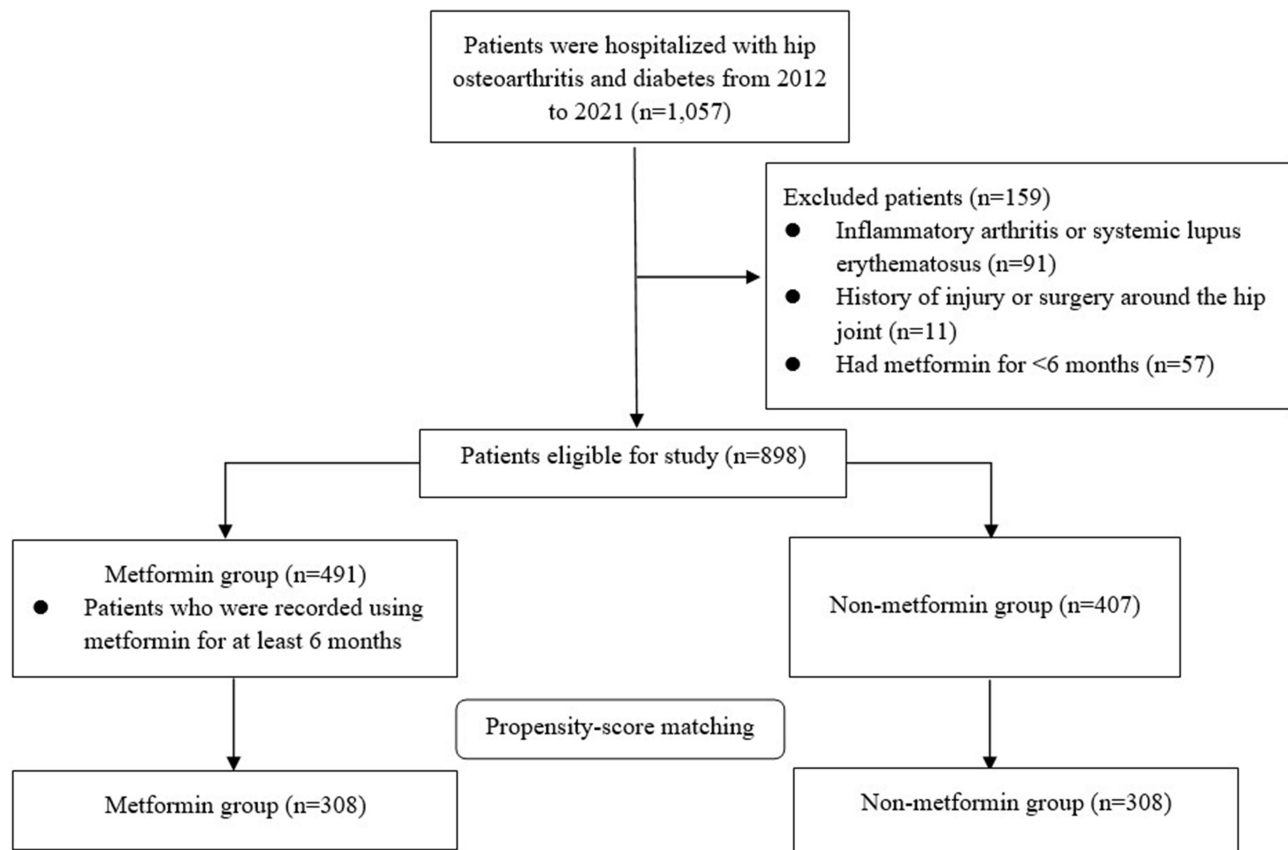 Patients were hospitalized with hip
osteoarthritis and diabetes from 2012
to 2021 (n=1,057)
Excluded patients (n=159)
● Inflammatory arthritis or systemic lupus
erythematosus (n=91)
● History of injury or surgery around the hip
joint (n=11)
● Had metformin for <6 months (n=57)
Patients eligible for study (n=898)
Metformin group (n=491)
● Patients who were recorded using
metformin for at least 6 months
Non-metformin group (n=407)
Propensity-score matching
Metformin group (n=308)
Non-metformin group (n=308)